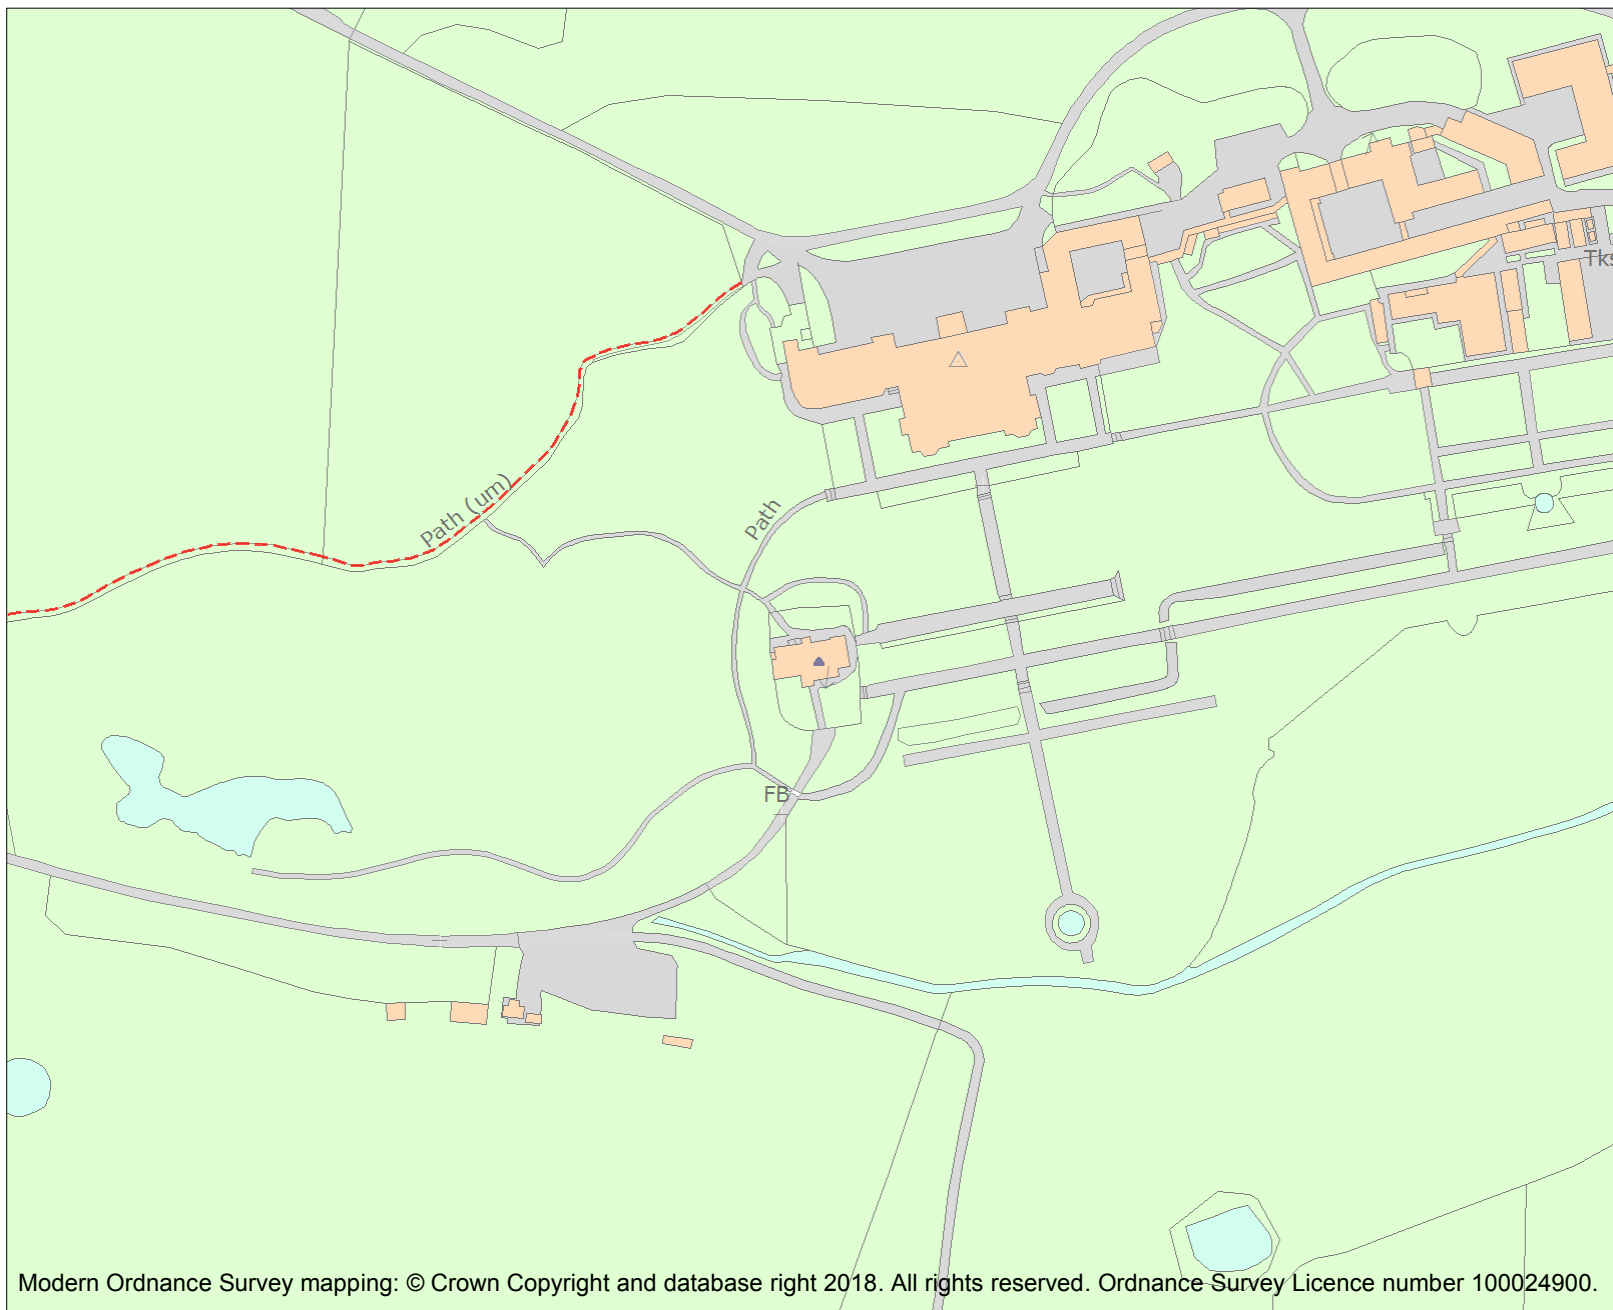 Tks
Path (um)
Path
FB
Modern Ordnance Survey mapping: © Crown Copyright and database right 2018. All rights reserved. Ordnance Survey Licence number 100024900.